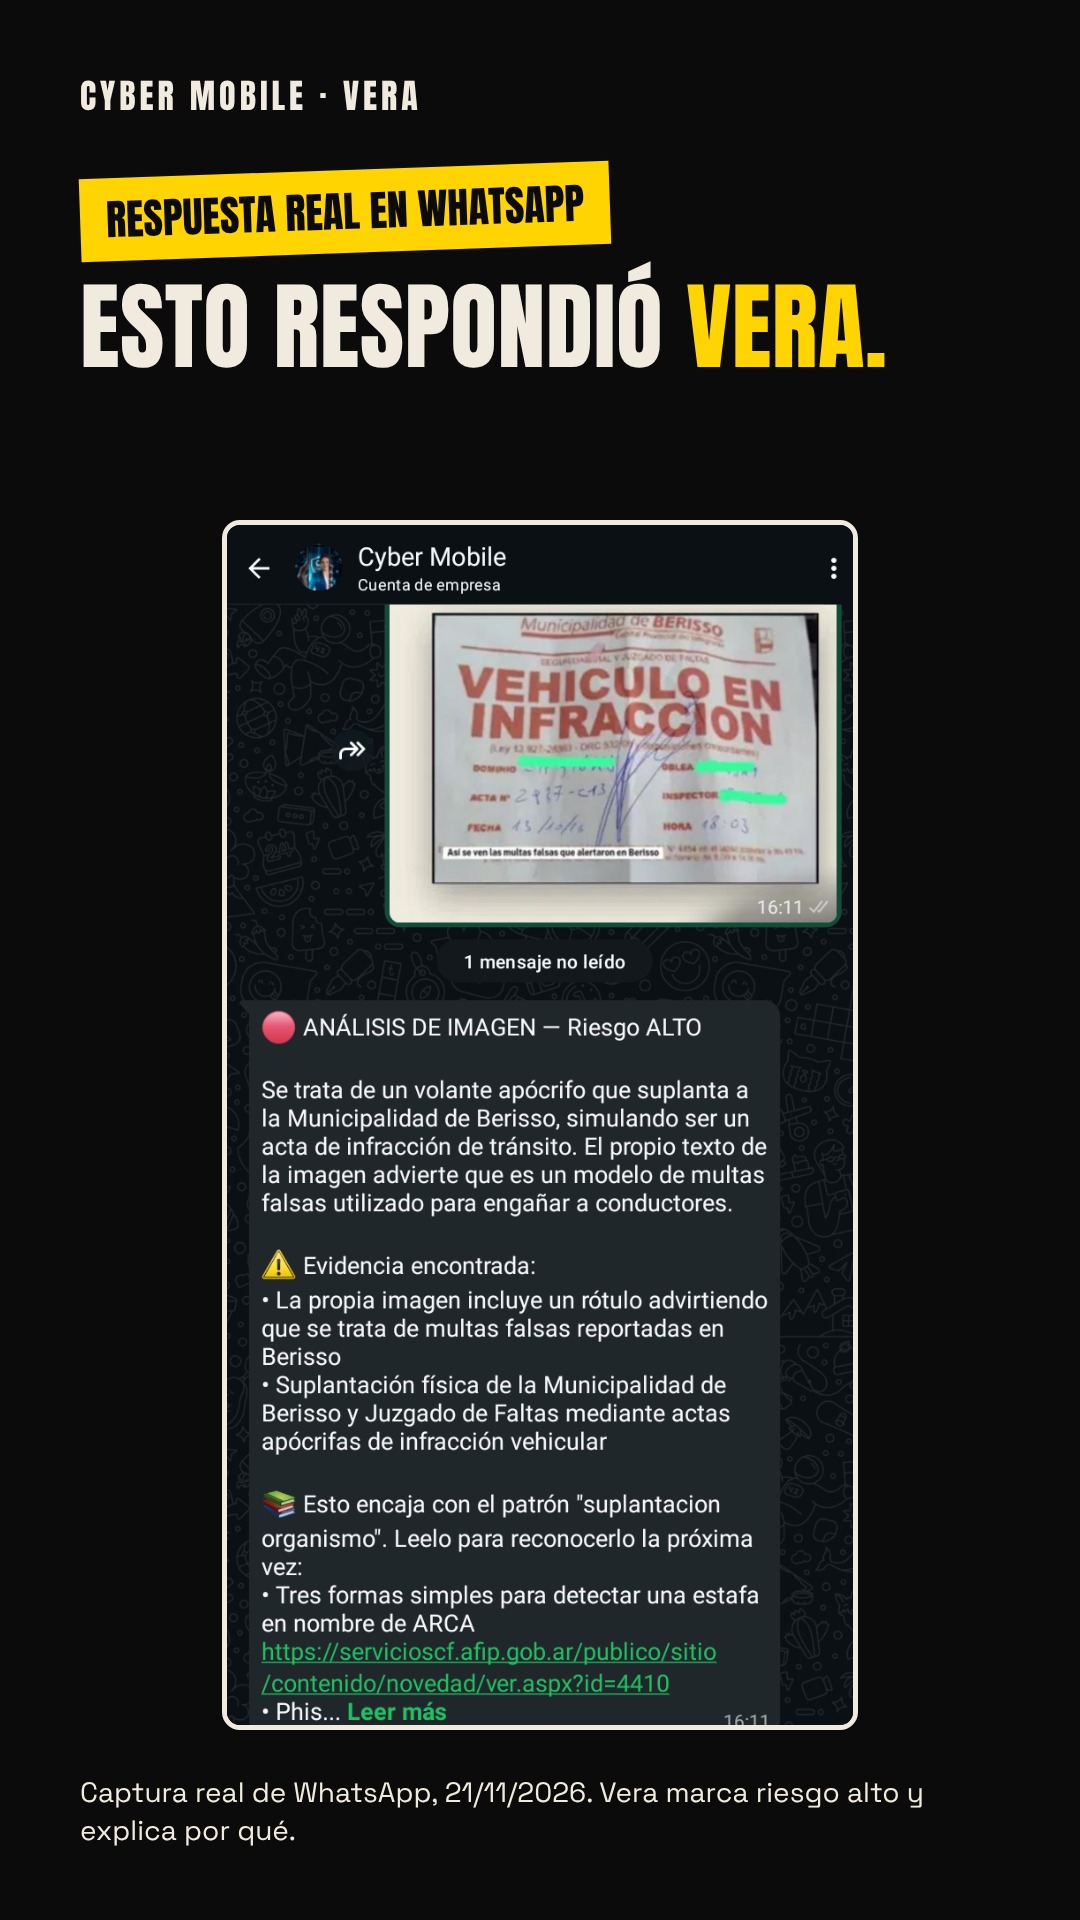 CYBER MOBILE · VERA
RESPUESTA REAL EN WHATSAPP
ESTO RESPONDIÓ VERA.
Cyber Mobile
Cuenta de empresa
Municipalidad de BERISSO
VEHICULO EN
INFRACCION
DOMINIO
OBLEA
ACTA Nº 2937-C13
INSPECTOR
FECHA 13/10/16
HORA 18:03
Así se ven las multas falsas que alertaron en Berisso
16:11
1 mensaje no leído
🔴 ANÁLISIS DE IMAGEN — Riesgo ALTO
Se trata de un volante apócrifo que suplanta a
la Municipalidad de Berisso, simulando ser un
acta de infracción de tránsito. El propio texto de
la imagen advierte que es un modelo de multas
falsas utilizado para engañar a conductores.
⚠️ Evidencia encontrada:
• La propia imagen incluye un rótulo advirtiendo
que se trata de multas falsas reportadas en
Berisso
• Suplantación física de la Municipalidad de
Berisso y Juzgado de Faltas mediante actas
apócrifas de infracción vehicular
📚 Esto encaja con el patrón "suplantacion
organismo". Leelo para reconocerlo la próxima
vez:
• Tres formas simples para detectar una estafa
en nombre de ARCA
https://servicioscf.afip.gob.ar/publico/sitio
/contenido/novedad/ver.aspx?id=4410
• Phis... Leer más
16:11
Captura real de WhatsApp, 21/11/2026. Vera marca riesgo alto y
explica por qué.